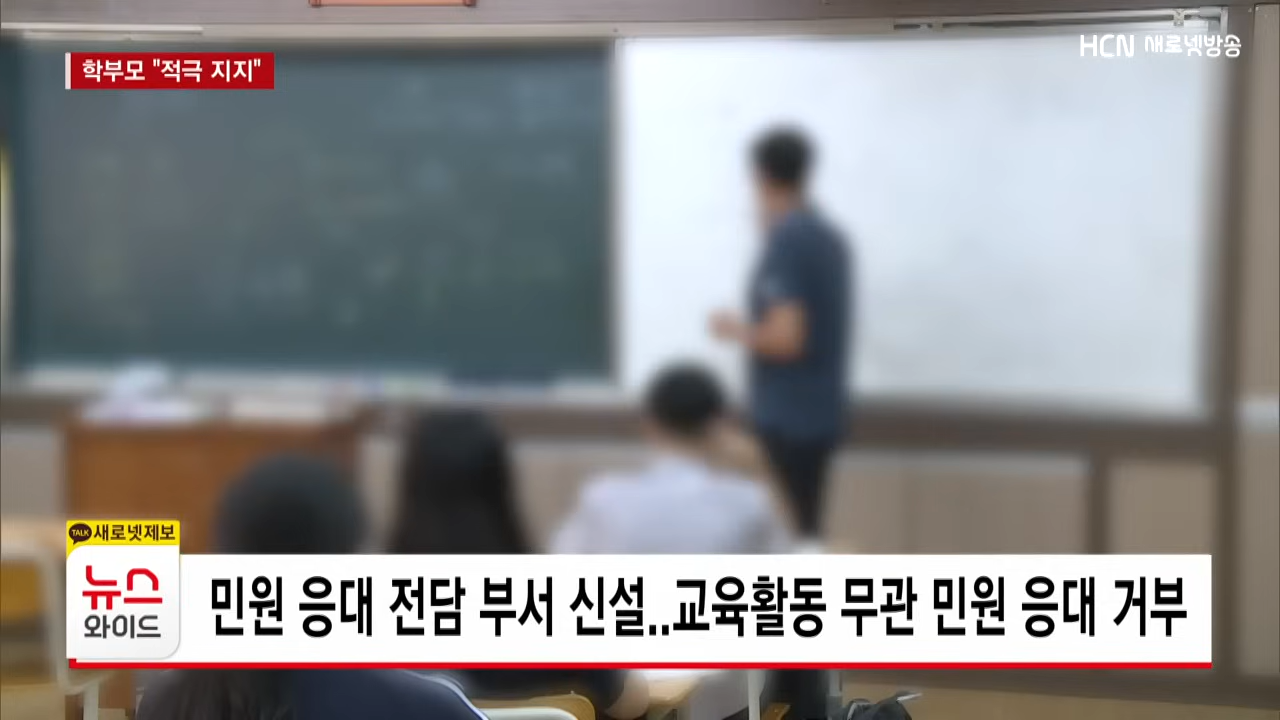 학부모 "적극 지지"
HCN 새로넷방송
TALK 새로넷제보
뉴스
와이드
민원 응대 전담 부서 신설..교육활동 무관 민원 응대 거부